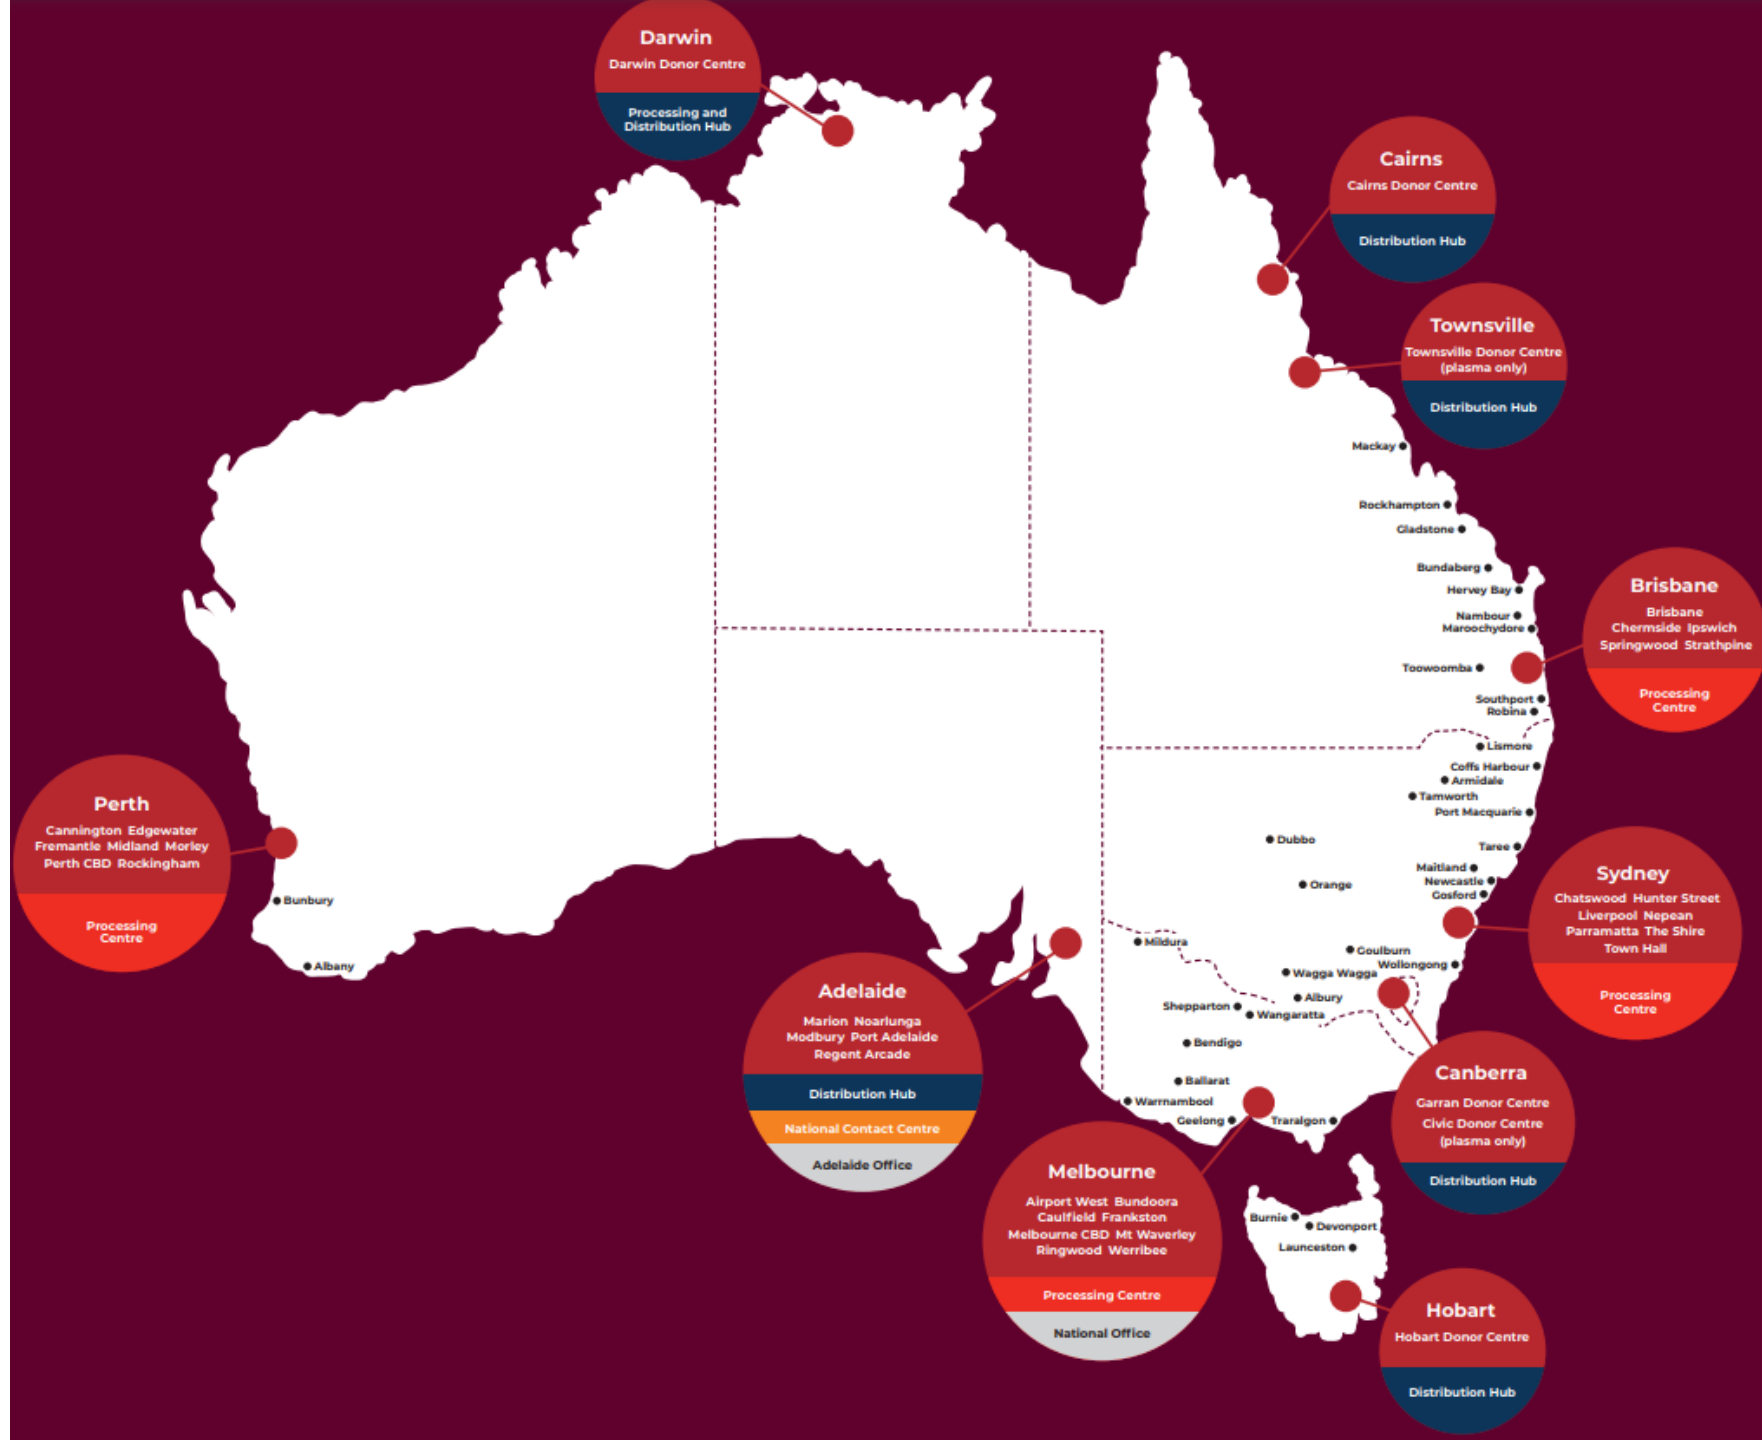 Darwin
Darwin Donor Centre
Processing and
Distribution Hub
Cairns
Cairns Donor Centre
Distribution Hub
Townsville
Townsville Donor Centre
(plasma only)
Distribution Hub
Mackay
Rockhampton
Gladstone
Bundaberg
Hervey Bay
Nambour
Maroochydore
Toowoomba
Southport
Robina
Brisbane
Brisbane
Chermside Ipswich
Springwood Strathpine
Processing
Centre
Lismore
Coffs Harbour
Armidale
Tamworth
Port Macquarie
Dubbo
Taree
Maitland
Newcastle
Orange
Gosford
Sydney
Chatswood Hunter Street
Liverpool Nepean
Parramatta The Shire
Town Hall
Processing
Centre
Perth
Cannington Edgewater
Fremantle Midland Morley
Perth CBD Rockingham
Processing
Centre
Bunbury
Albany
Mildura
Goulburn
Wollongong
Wagga Wagga
Albury
Shepparton
Wangaratta
Bendigo
Ballarat
Warrnambool
Geelong
Traralgon
Adelaide
Marion Noarlunga
Modbury Port Adelaide
Regent Arcade
Distribution Hub
National Contact Centre
Adelaide Office
Canberra
Garran Donor Centre
Civic Donor Centre
(plasma only)
Distribution Hub
Melbourne
Airport West Bundoora
Caulfield Frankston
Melbourne CBD Mt Waverley
Ringwood Werribee
Processing Centre
National Office
Burnie
Devonport
Launceston
Hobart
Hobart Donor Centre
Distribution Hub